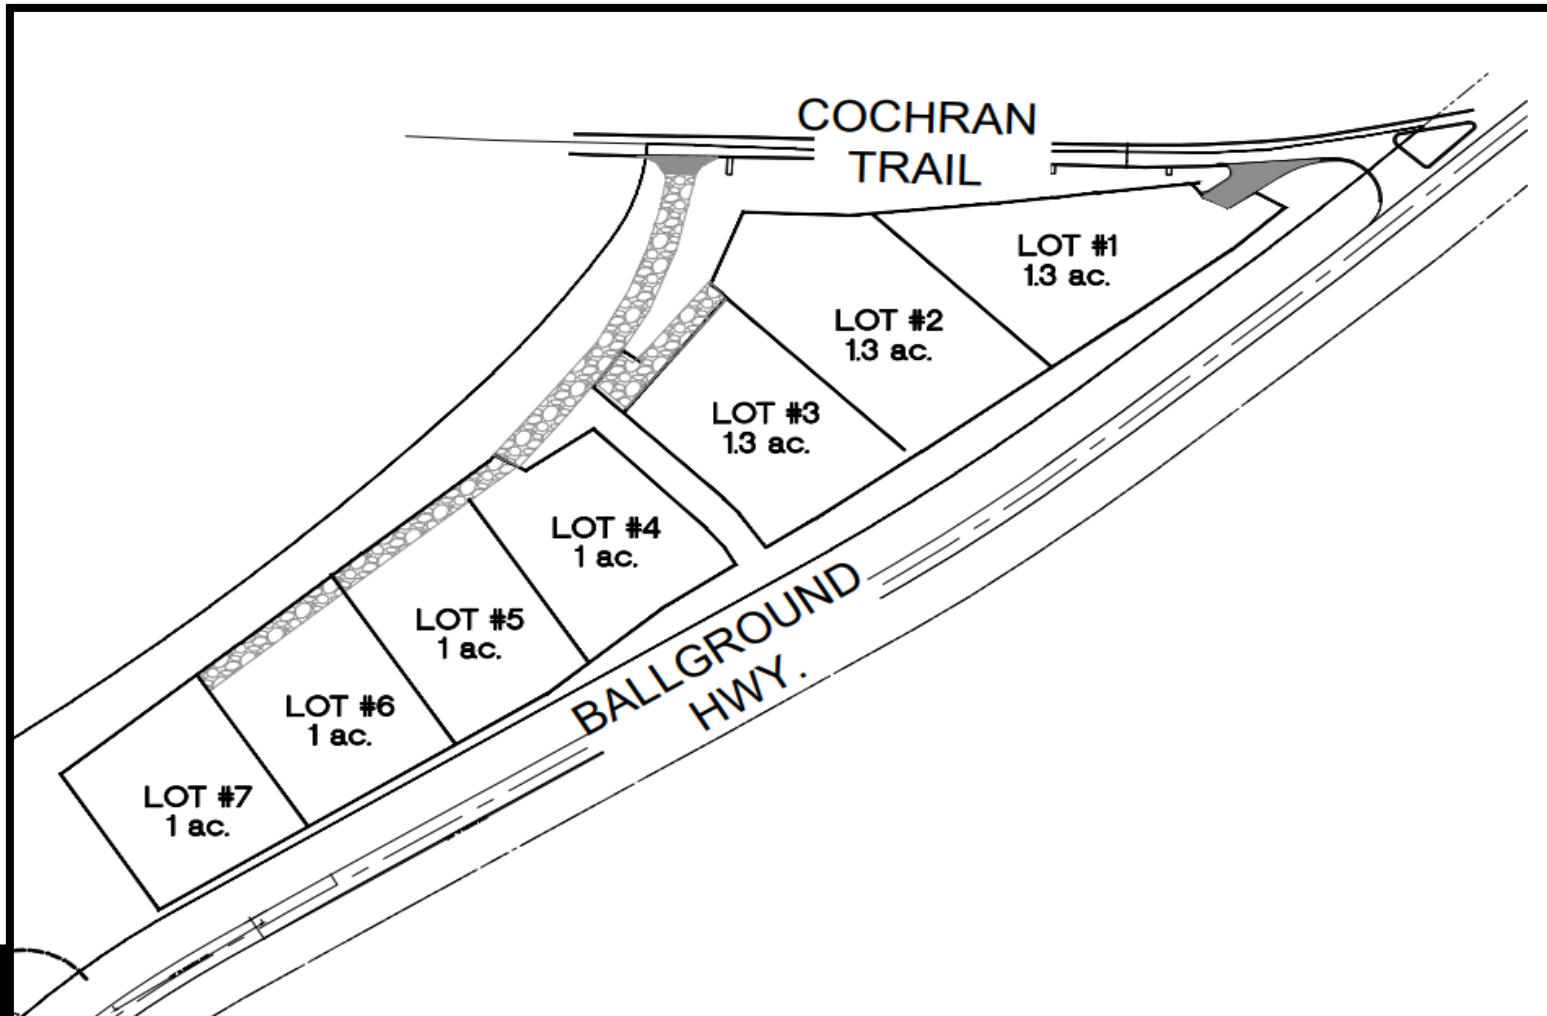 COCHRAN
TRAIL
LOT #1
1.3 ac.
LOT #2
1.3 ac.
LOT #3
1.3 ac.
LOT #4
1 ac.
LOT #5
1 ac.
LOT #6
1 ac.
LOT #7
1 ac.
BALLGROUND
HWY.